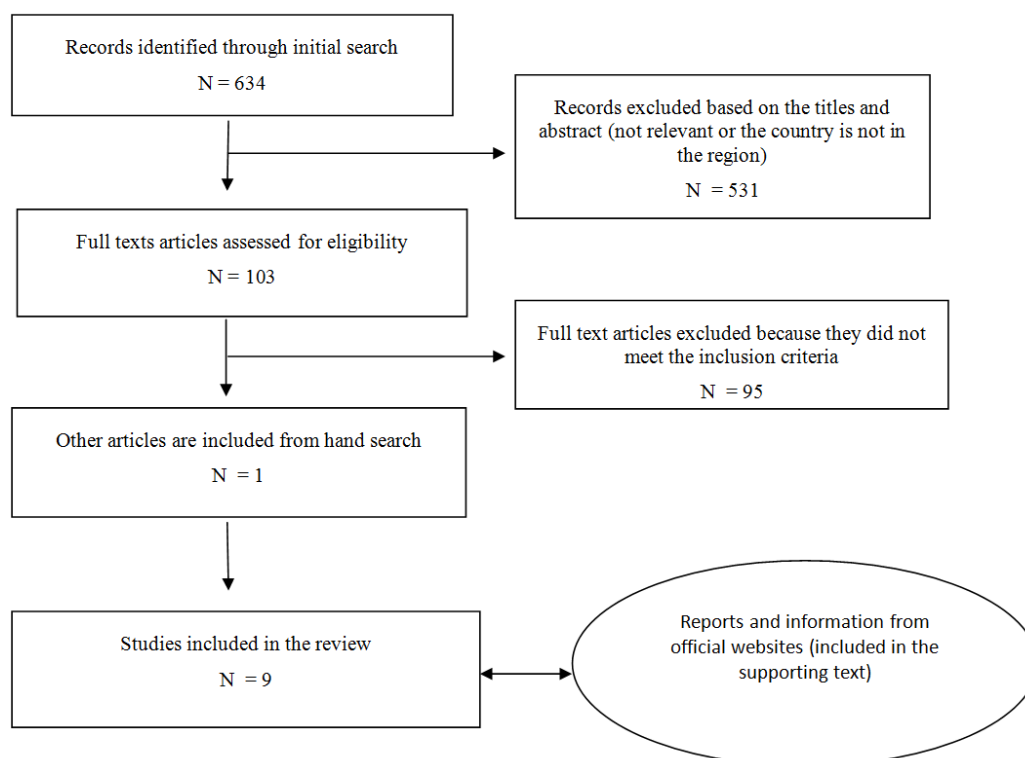 Records identified through initial search
N = 634
Records excluded based on the titles and
abstract (not relevant or the country is not in
the region)
N = 531
Full texts articles assessed for eligibility
N = 103
Full text articles excluded because they did not
meet the inclusion criteria
N = 95
Other articles are included from hand search
N = 1
Studies included in the review
N = 9
Reports and information from
official websites (included in the
supporting text)